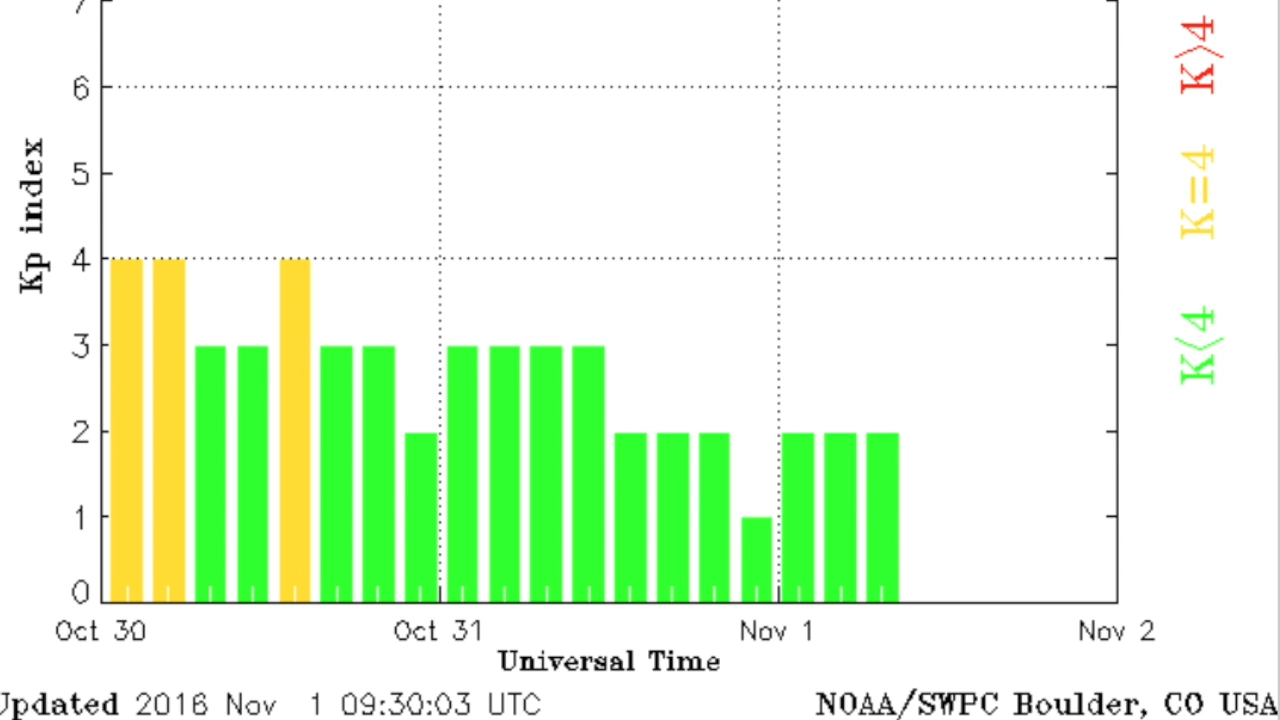 7
6
5
4
3
2
1
0
Kp index
K>4
K=4
K<4
Oct 30 Oct 31 Nov 1 Nov 2
Universal Time
Updated 2016 Nov 1 09:30:03 UTC
NOAA/SWPC Boulder, CO USA